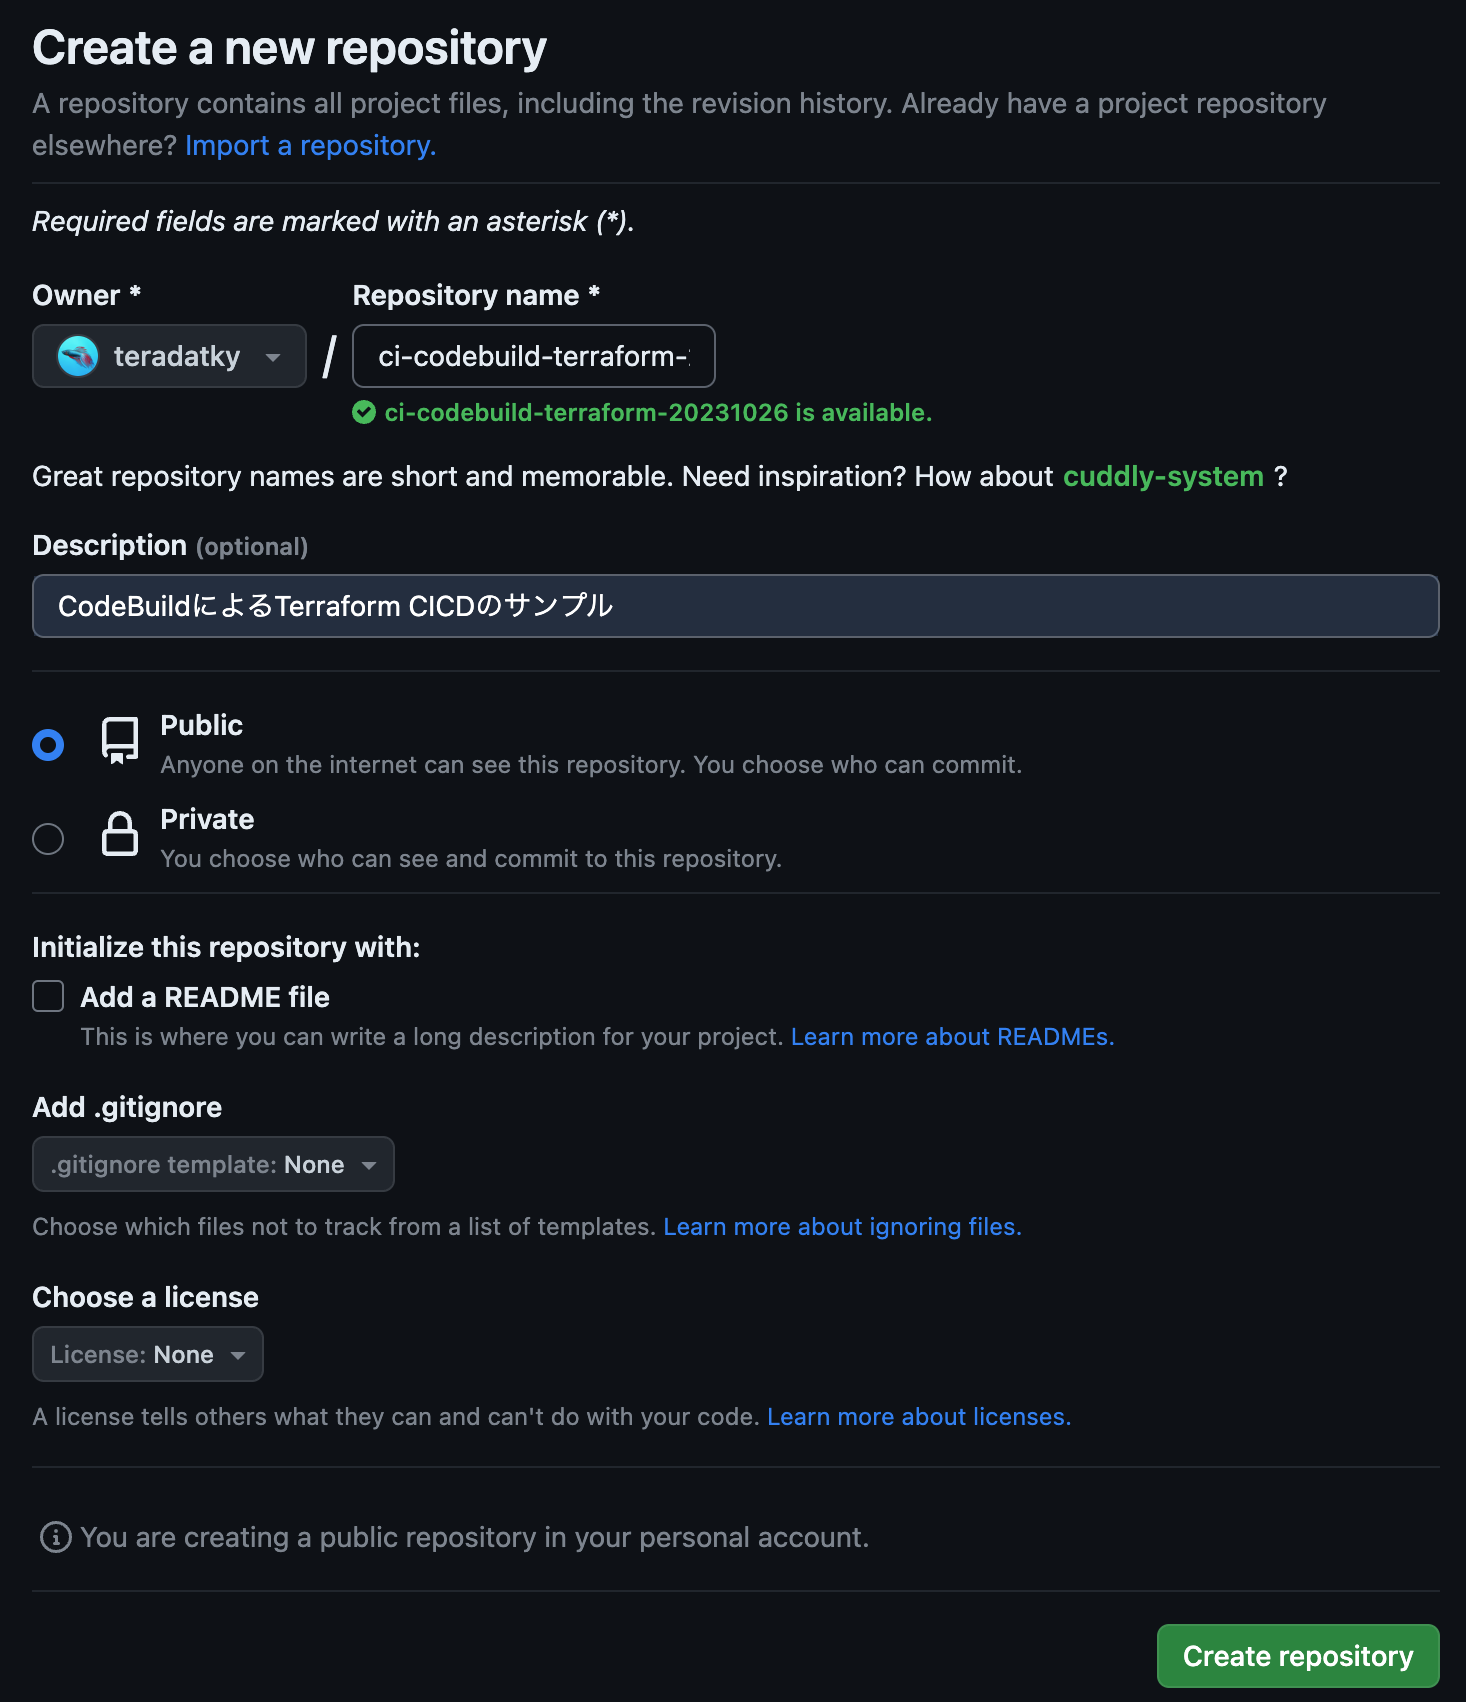 Create a new repository
A repository contains all project files, including the revision history. Already have a project repository
elsewhere? Import a repository.
Required fields are marked with an asterisk (*).
Owner *
Repository name *
teradatky
/
ci-codebuild-terraform-
ci-codebuild-terraform-20231026 is available.
Great repository names are short and memorable. Need inspiration? How about cuddly-system ?
Description (optional)
CodeBuildによるTerraform CICDのサンプル
Public
Anyone on the internet can see this repository. You choose who can commit.
Private
You choose who can see and commit to this repository.
Initialize this repository with:
Add a README file
This is where you can write a long description for your project. Learn more about READMEs.
Add .gitignore
.gitignore template: None
Choose which files not to track from a list of templates. Learn more about ignoring files.
Choose a license
License: None
A license tells others what they can and can't do with your code. Learn more about licenses.
You are creating a public repository in your personal account.
Create repository